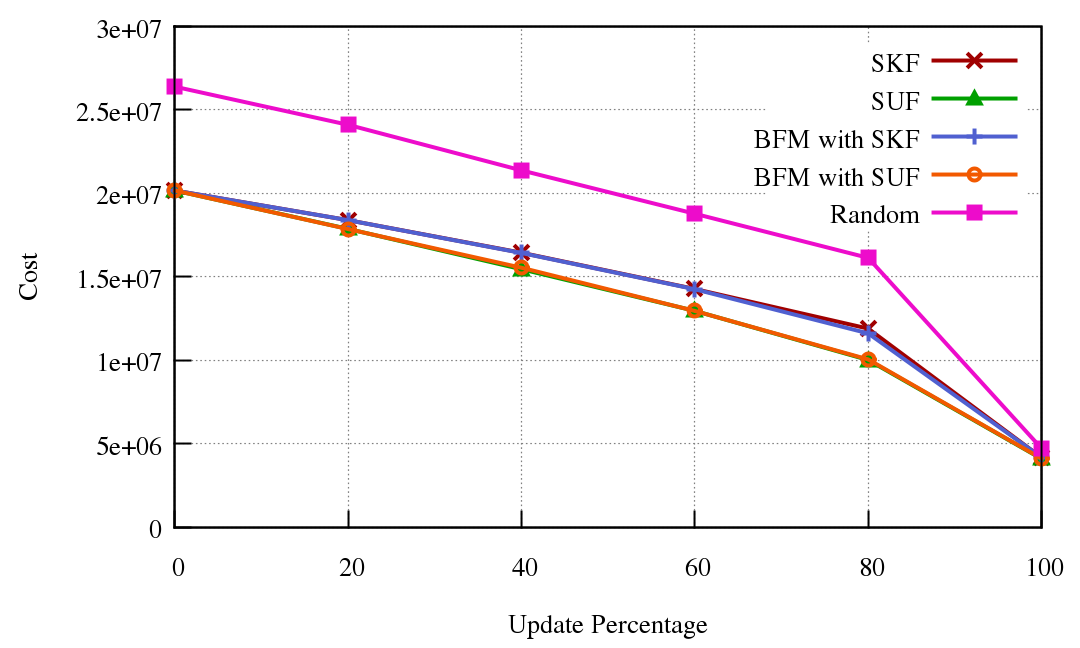 3e+07
2.5e+07
2e+07
1.5e+07
1e+07
5e+06
0
Cost
SKF
SUF
BFM with SKF
BFM with SUF
Random
0 20 40 60 80 100
Update Percentage